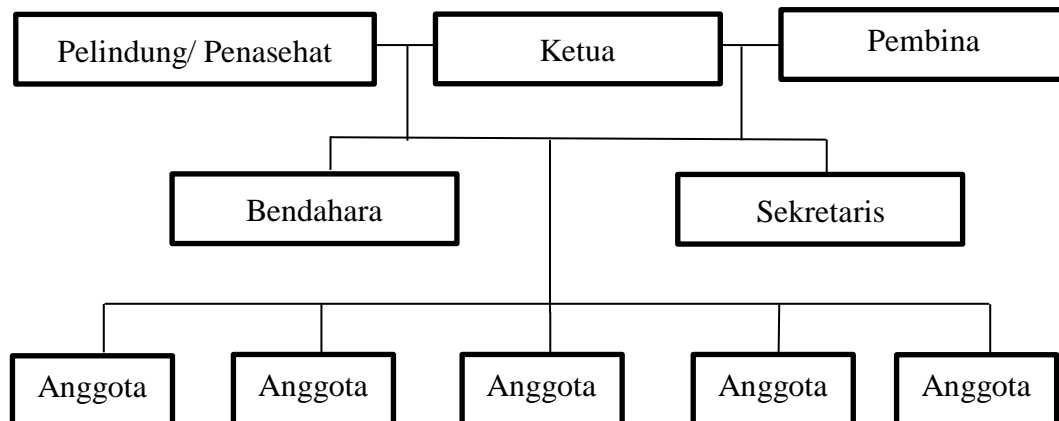 Pelindung/ Penasehat
Ketua
Pembina
Bendahara
Sekretaris
Anggota
Anggota
Anggota
Anggota
Anggota